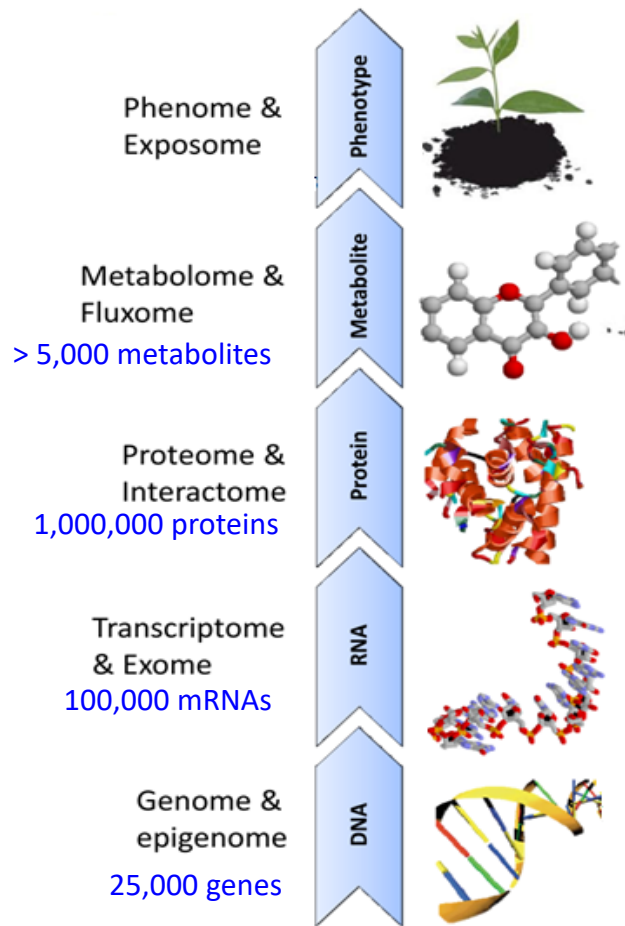 Phenome &
Exposome
Phenotype
Metabolome &
Fluxome
> 5,000 metabolites
Metabolite
Proteome &
Interactome
1,000,000 proteins
Protein
Transcriptome
& Exome
100,000 mRNAs
RNA
Genome &
epigenome
25,000 genes
DNA